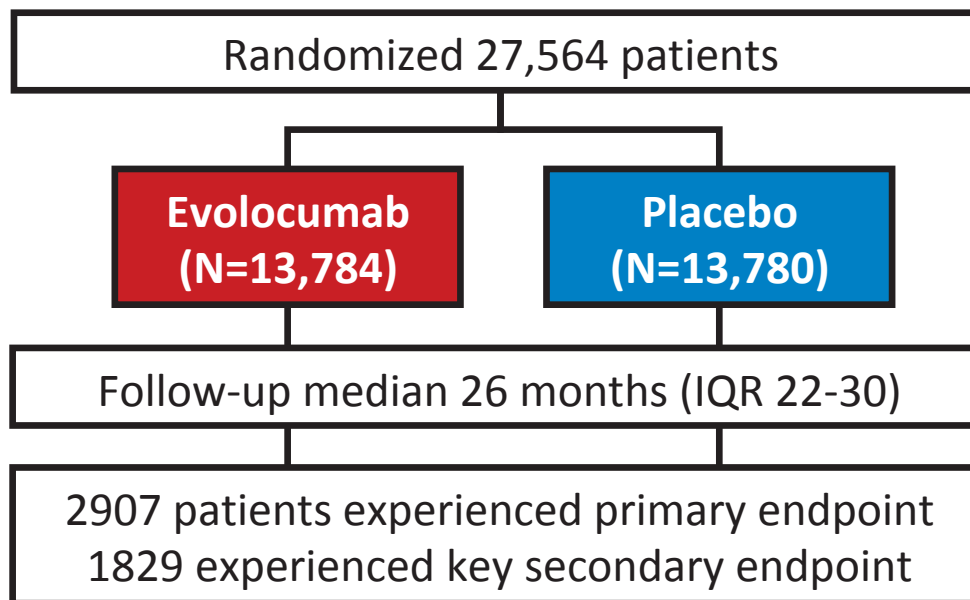 Randomized 27,564 patients
Evolocumab
(N=13,784)
Placebo
(N=13,780)
Follow-up median 26 months (IQR 22-30)
2907 patients experienced primary endpoint
1829 experienced key secondary endpoint